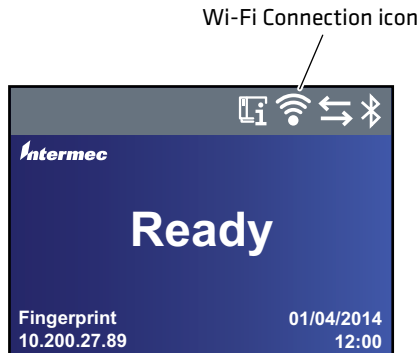 Wi-Fi Connection icon
Intermec
Ready
Fingerprint
01/04/2014
10.200.27.89
12:00